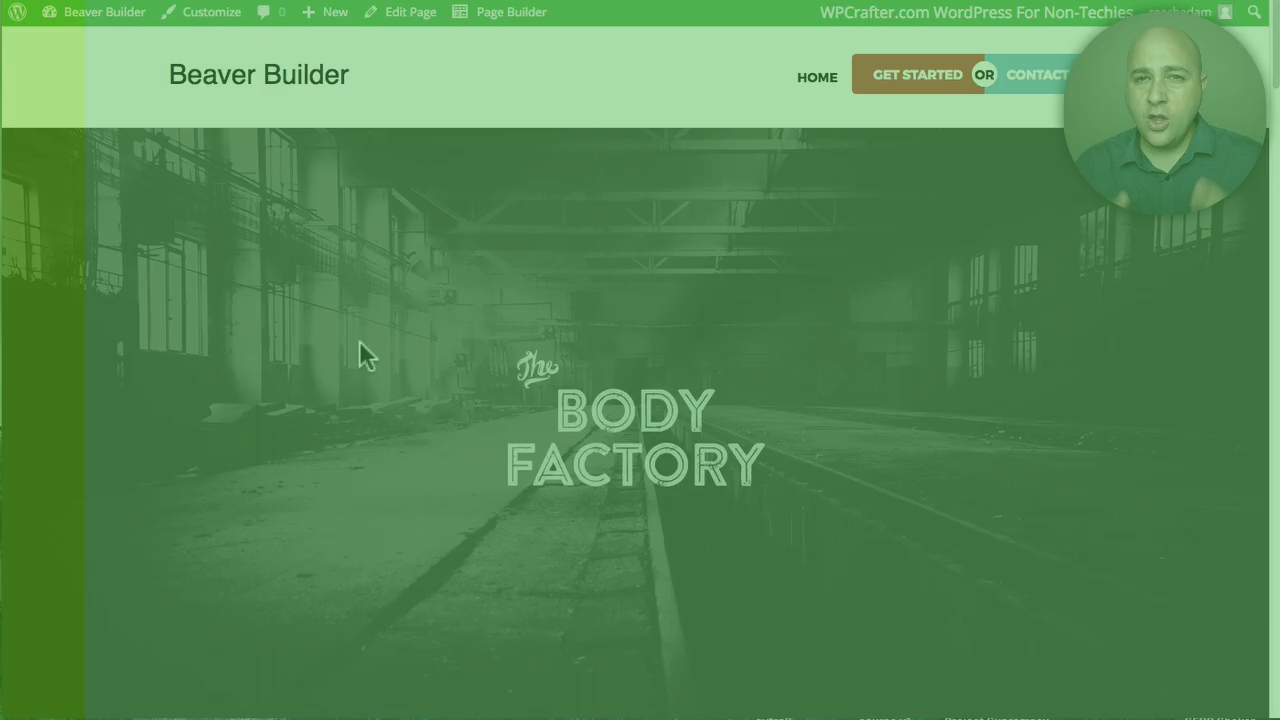 Beaver Builder Customize 0 New Edit Page Page Builder WPCrafter.com WordPress For Non-Techies
Beaver Builder
HOME GET STARTED OR CONTACT
The
BODY
FACTORY